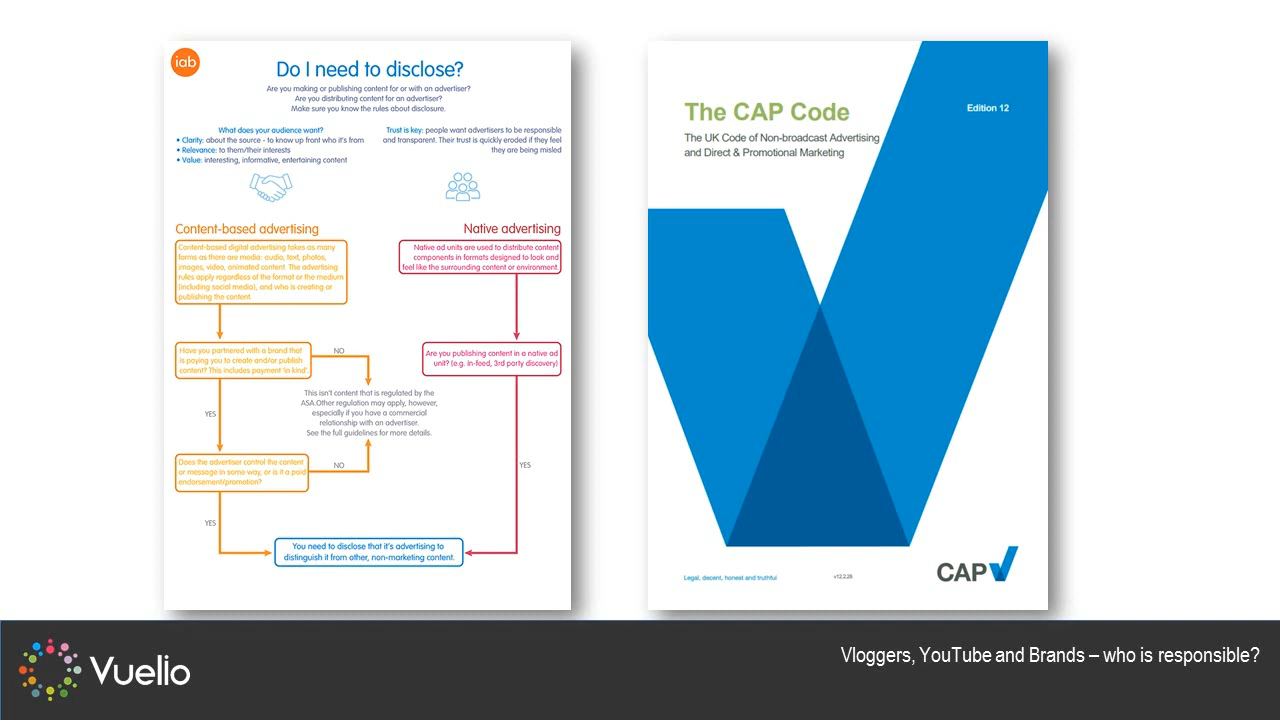 iab
Do I need to disclose?
Are you making or publishing content for or with an advertiser?
Are you distributing content for an advertiser?
Make sure you know the rules about disclosure.
What does your audience want?
• Clarity: about the source - to know up front who it's from
• Relevance: to them/their interests
• Value: interesting, informative, entertaining content
Trust is key: people want advertisers to be responsible
and transparent. Their trust is quickly eroded if they feel
they are being misled
Content-based advertising
Content-based digital advertising takes as many
forms as there are media: audio, text, photos,
images, video, animated content. The advertising
rules apply regardless of the format or the medium
(including social media), and who is creating or
publishing the content.
Native advertising
Native ad units are used to distribute content
components in formats designed to look and
feel like the surrounding content or environment.
Have you partnered with a brand that
is paying you to create and/or publish
content? This includes payment 'in kind'.
NO
Are you publishing content in a native ad
unit? (e.g. in-feed, 3rd party discovery)
This isn't content that is regulated by the
ASA.Other regulation may apply, however,
especially if you have a commercial
relationship with an advertiser.
See the full guidelines for more details.
YES
Does the advertiser control the content
or message in some way, or is it a paid
endorsement/promotion?
NO
YES
YES
You need to disclose that it's advertising to
distinguish it from other, non-marketing content.
The CAP Code
Edition 12
The UK Code of Non-broadcast Advertising
and Direct & Promotional Marketing
Legal, decent, honest and truthful
v12.2.28
CAP
Vuelio
Vloggers, YouTube and Brands – who is responsible?